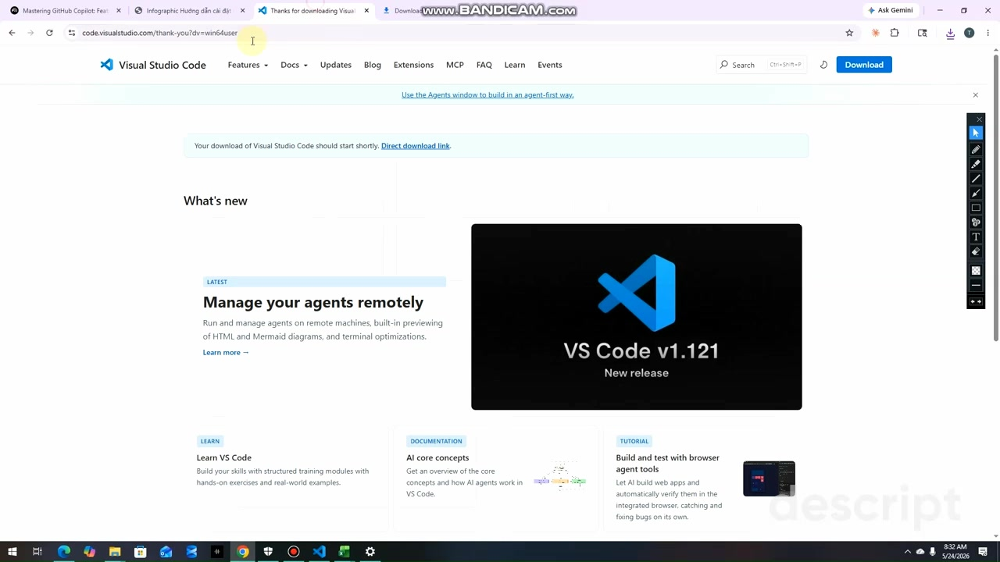 Mastering GitHub Copilot: Feat
Infographic Hướng dẫn cài đặt
Thanks for downloading Visual
Download
www.BANDICAM.com
Ask Gemini
code.visualstudio.com/thank-you?dv=win64user
T
Visual Studio Code
Features
Docs
Updates
Blog
Extensions
MCP
FAQ
Learn
Events
Search
Ctrl+Shift+P
Download
Use the Agents window to build in an agent-first way.
Your download of Visual Studio Code should start shortly. Direct download link.
What's new
LATEST
Manage your agents remotely
Run and manage agents on remote machines, built-in previewing
of HTML and Mermaid diagrams, and terminal optimizations.
Learn more →
VS Code v1.121
New release
LEARN
Learn VS Code
Build your skills with structured training modules with
hands-on exercises and real-world examples.
DOCUMENTATION
AI core concepts
Get an overview of the core
concepts and how AI agents work in
VS Code.
TUTORIAL
Build and test with browser
agent tools
Let AI build web apps and
automatically verify them in the
integrated browser, catching and
fixing bugs on its own.
descript
8:32 AM
5/24/2026